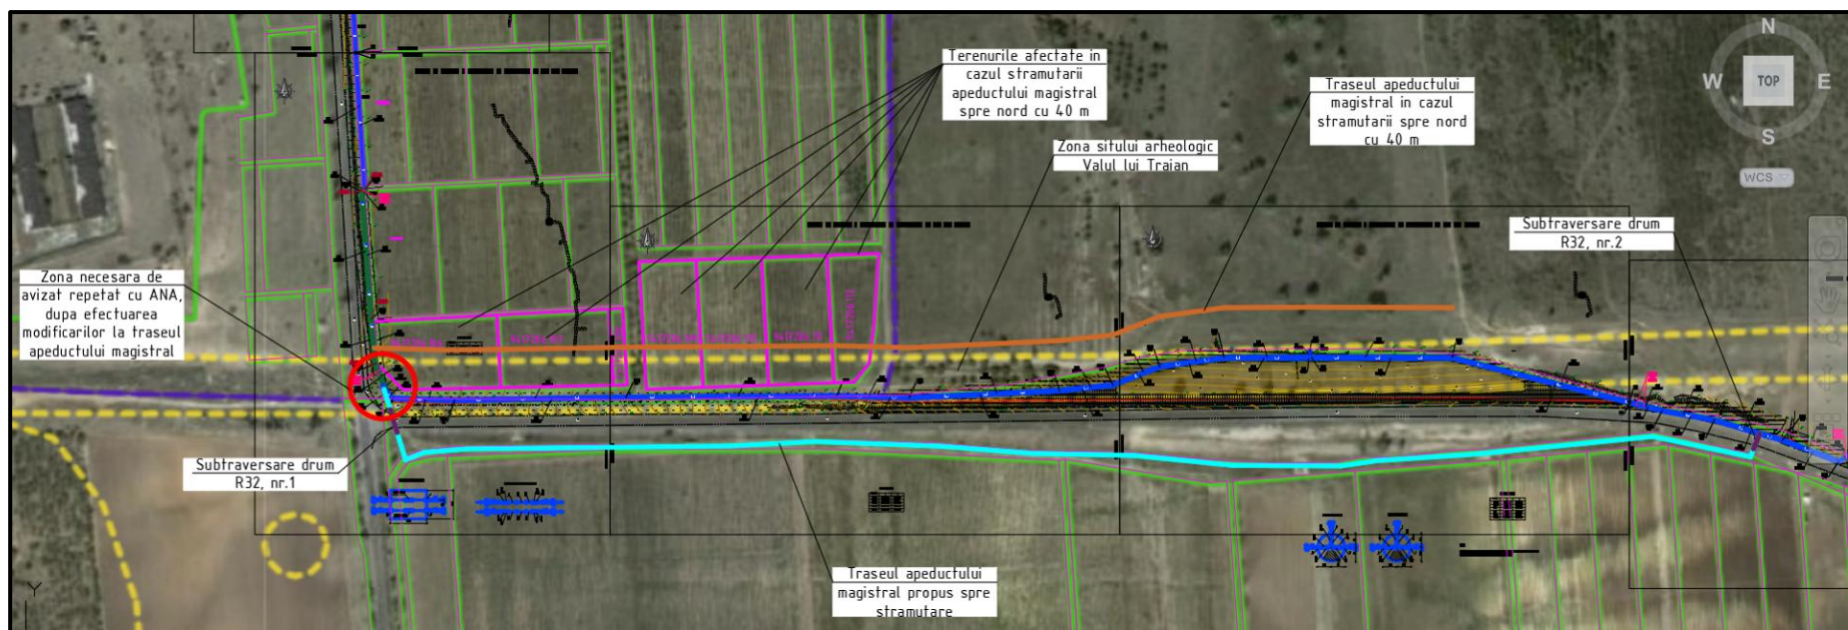 Terenurile afectate in
cazul stramutarii
apeductului magistral
spre nord cu 40 m
Traseul apeductului
magistral in cazul
stramutarii spre nord
cu 40 m
Zona sitului arheologic
Valul lui Traian
Subtraversare drum
R32, nr.2
Zona necesara de
avizat repetat cu ANA,
dupa efectuarea
modificarilor la traseul
apeductului magistral
Subtraversare drum
R32, nr.1
Traseul apeductului
magistral propus spre
stramutare
N
W
TOP
E
S
WCS
Y